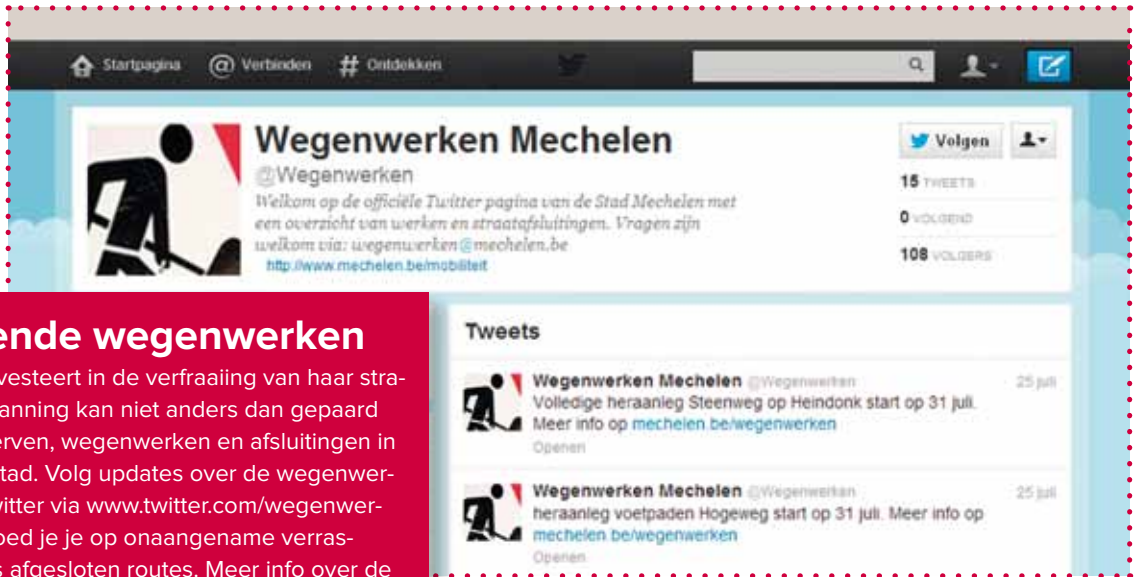 Startpagina @ Verbinden # Ontdekken
Wegenwerken Mechelen
@Wegenwerken
Welkom op de officiële Twitter pagina van de Stad Mechelen met
een overzicht van werken en straatafsluitingen. Vragen zijn
welkom via: wegenwerken@mechelen.be
http://www.mechelen.be/mobiliteit
Volgen
15 TWEETS
0 VOLGEND
108 VOLGERS
ende wegenwerken
vesteert in de verfraaiing van haar stra-
anning kan niet anders dan gepaard
erven, wegenwerken en afsluitingen in
tad. Volg updates over de wegenwer-
witter via www.twitter.com/wegenwer-
oed je je op onaangename verras-
s afgesloten routes. Meer info over de
Tweets
Wegenwerken Mechelen @Wegenwerken 25 juli
Volledige heraanleg Steenweg op Heindonk start op 31 juli.
Meer info op mechelen.be/wegenwerken
Openen
Wegenwerken Mechelen @Wegenwerken 25 juli
heraanleg voetpaden Hogeweg start op 31 juli. Meer info op
mechelen.be/wegenwerken
Openen